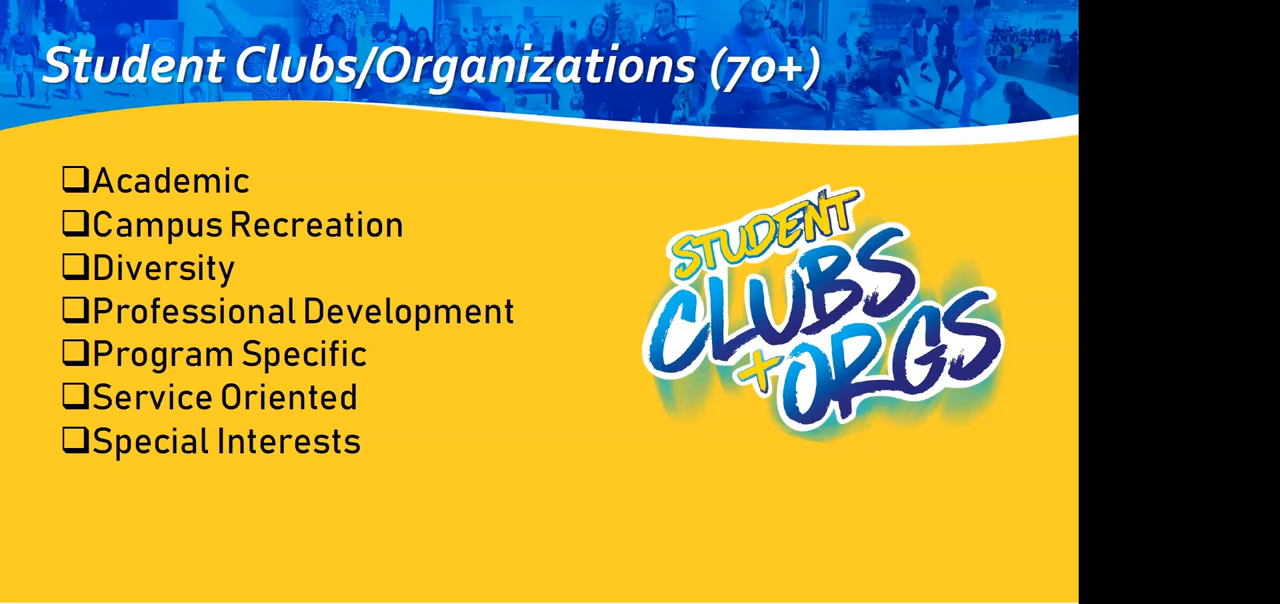 Student Clubs/Organizations (70+)
❑Academic
❑Campus Recreation
❑Diversity
❑Professional Development
❑Program Specific
❑Service Oriented
❑Special Interests
STUDENT
CLUBS
+ORGS